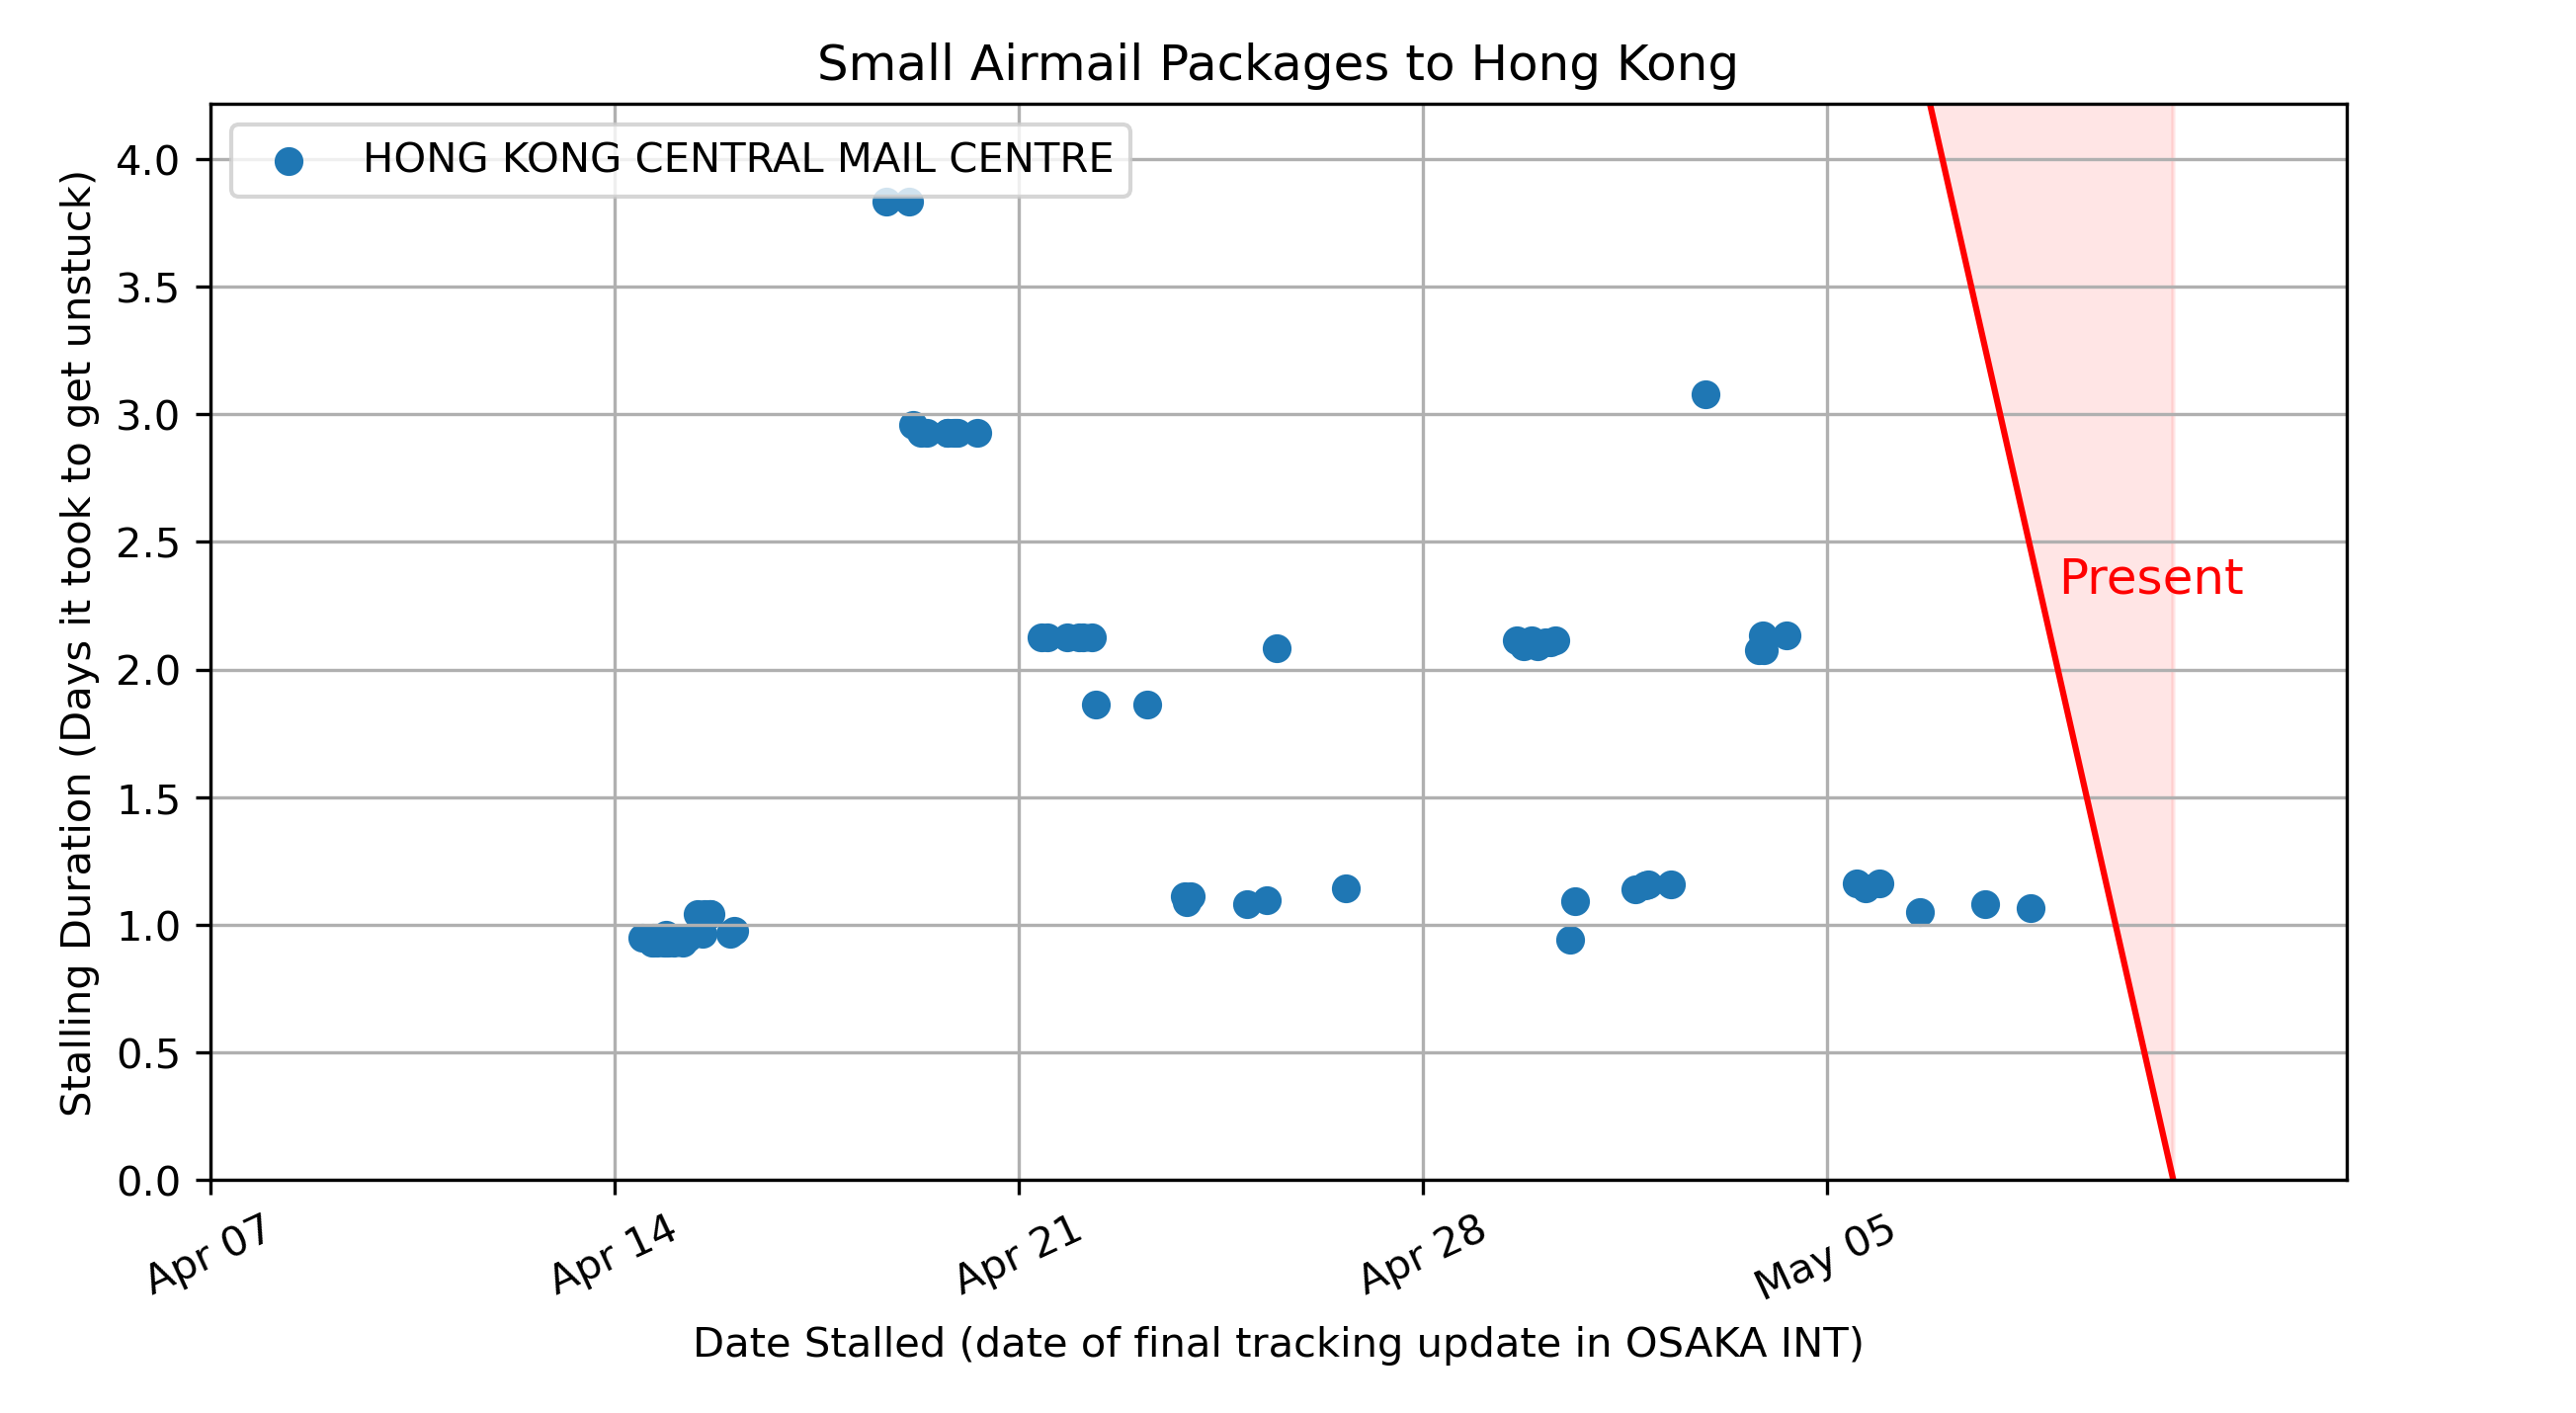 Small Airmail Packages to Hong Kong
HONG KONG CENTRAL MAIL CENTRE
Stalling Duration (Days it took to get unstuck)
4.0
3.5
3.0
2.5
2.0
1.5
1.0
0.5
0.0
Present
Apr 07
Apr 14
Apr 21
Apr 28
May 05
Date Stalled (date of final tracking update in OSAKA INT)